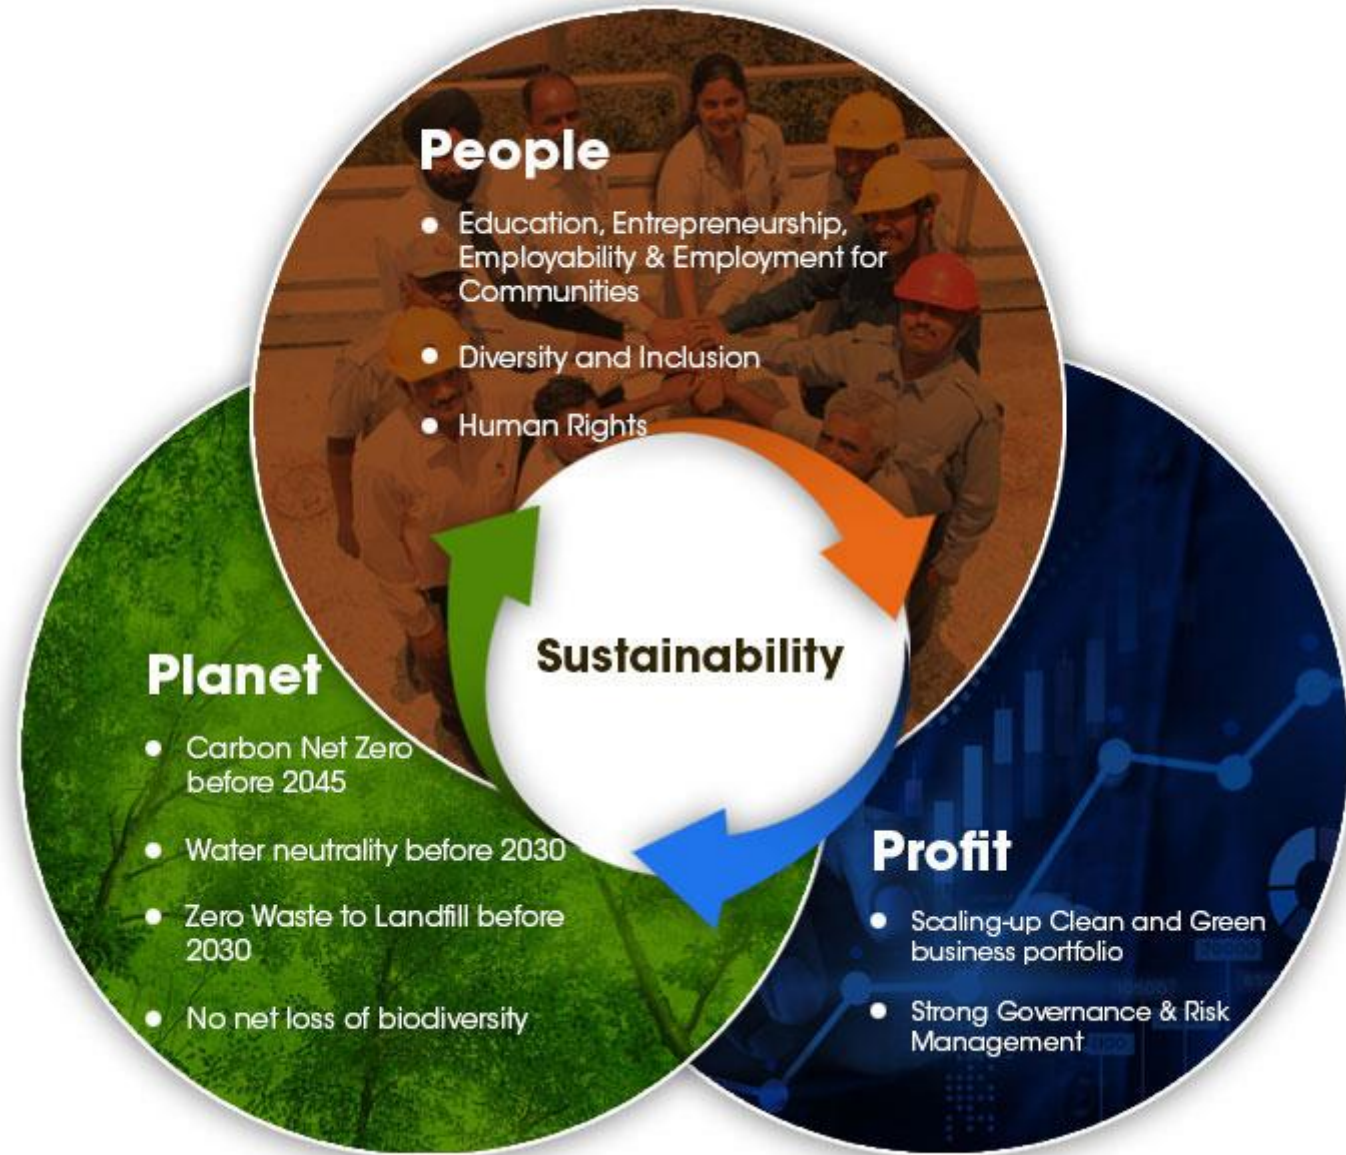 People
Education, Entrepreneurship,
Employability & Employment for
Communities
Diversity and Inclusion
Human Rights
Sustainability
Planet
Carbon Net Zero
before 2045
Water neutrality before 2030
Zero Waste to Landfill before
2030
No net loss of biodiversity
Profit
Scaling-up Clean and Green
business portfolio
Strong Governance & Risk
Management